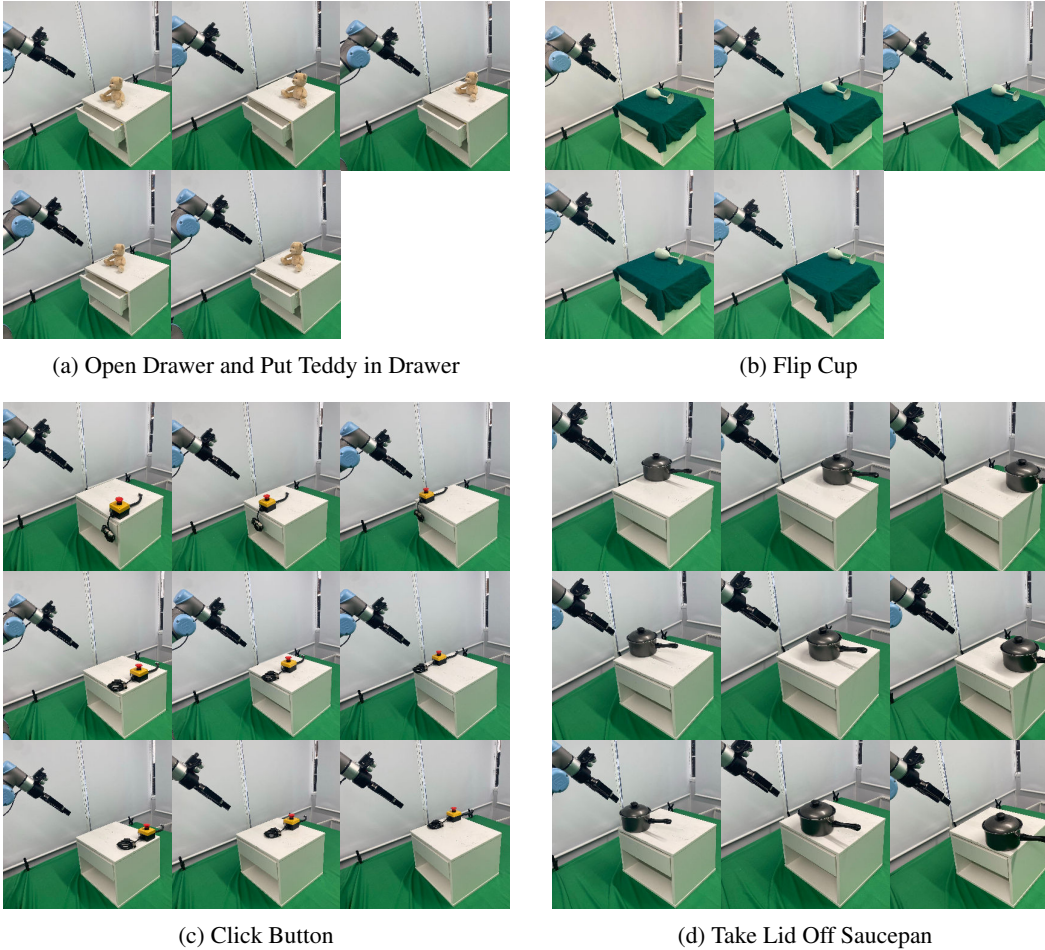 (a) Open Drawer and Put Teddy in Drawer
(b) Flip Cup
(c) Click Button
(d) Take Lid Off Saucepan